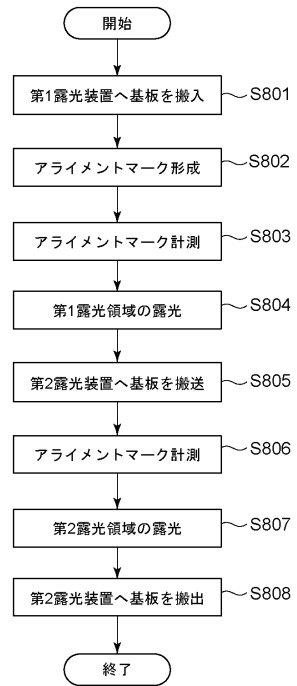 開始
第1露光装置へ基板を搬入 S801
アライメントマーク形成 S802
アライメントマーク計測 S803
第1露光領域の露光 S804
第2露光装置へ基板を搬送 S805
アライメントマーク計測 S806
第2露光領域の露光 S807
第2露光装置へ基板を搬出 S808
終了